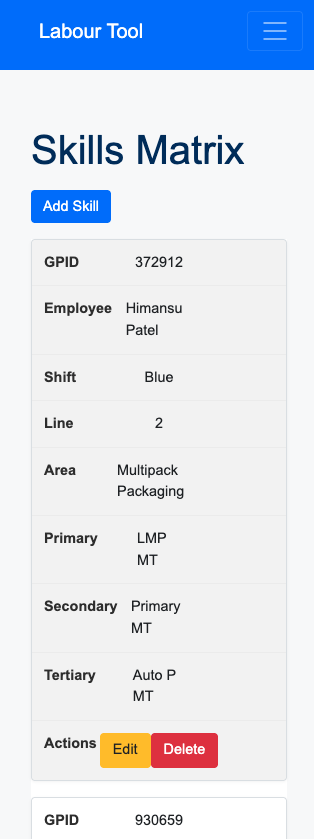 Labour Tool
Skills Matrix
Add Skill
GPID 372912
Employee Himansu
Patel
Shift Blue
Line 2
Area Multipack
Packaging
Primary LMP
MT
Secondary Primary
MT
Tertiary Auto P
MT
Actions Edit Delete
GPID 930659